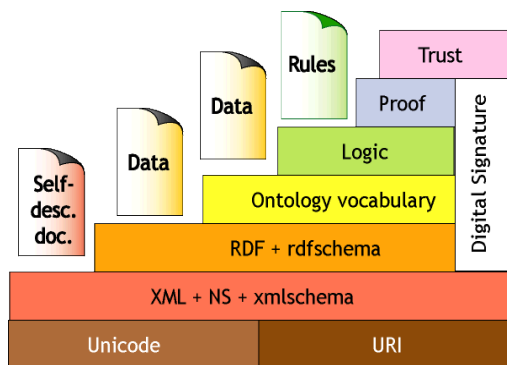 Trust
Rules
Proof
Data
Logic
Data
Self-
desc.
doc.
Ontology vocabulary
Digital Signature
RDF + rdfschema
XML + NS + xmlschema
Unicode
URI